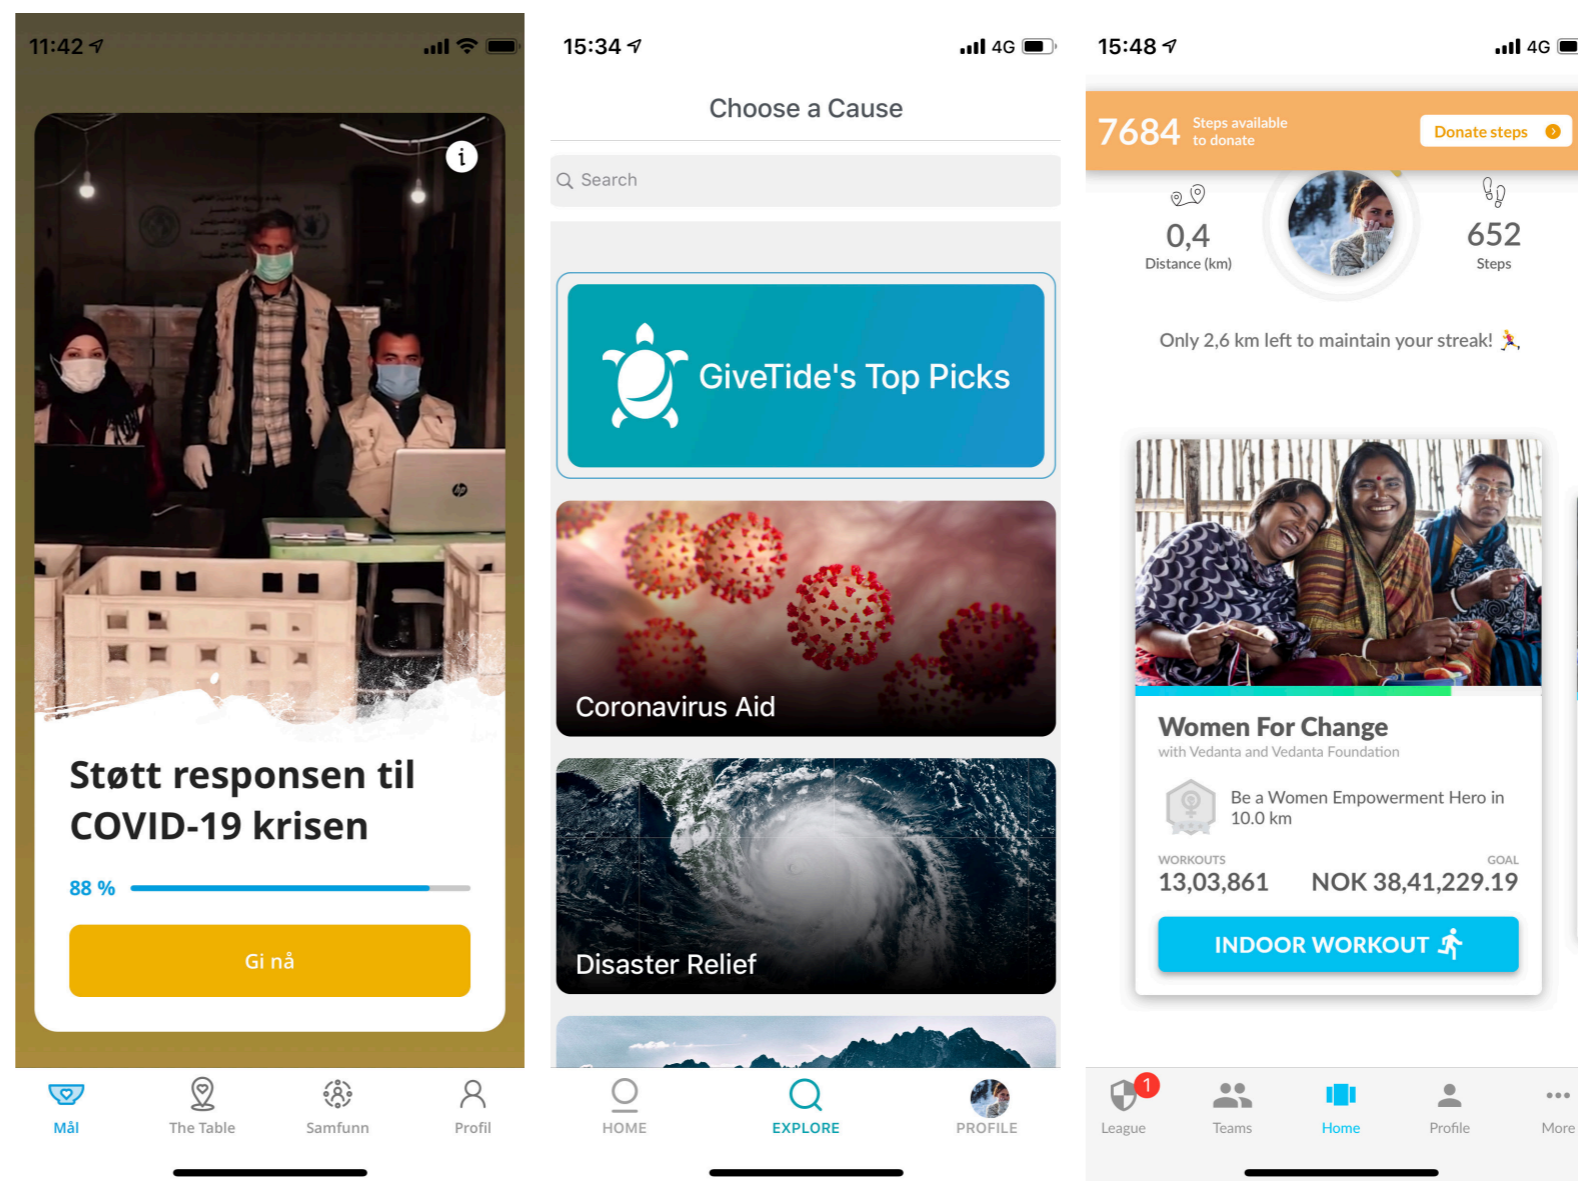 11:42
i
Støtt responsen til
COVID-19 krisen
88 %
Gi nå
Mål
The Table
Samfunn
Profil
15:34
4G
Choose a Cause
Search
GiveTide's Top Picks
Coronavirus Aid
Disaster Relief
HOME
EXPLORE
PROFILE
15:48
4G
7684
Steps available
to donate
Donate steps
0,4
Distance (km)
652
Steps
Only 2,6 km left to maintain your streak!
Women For Change
with Vedanta and Vedanta Foundation
Be a Women Empowerment Hero in
10.0 km
WORKOUTS
GOAL
13,03,861
NOK 38,41,229.19
INDOOR WORKOUT
1
League
Teams
Home
Profile
More